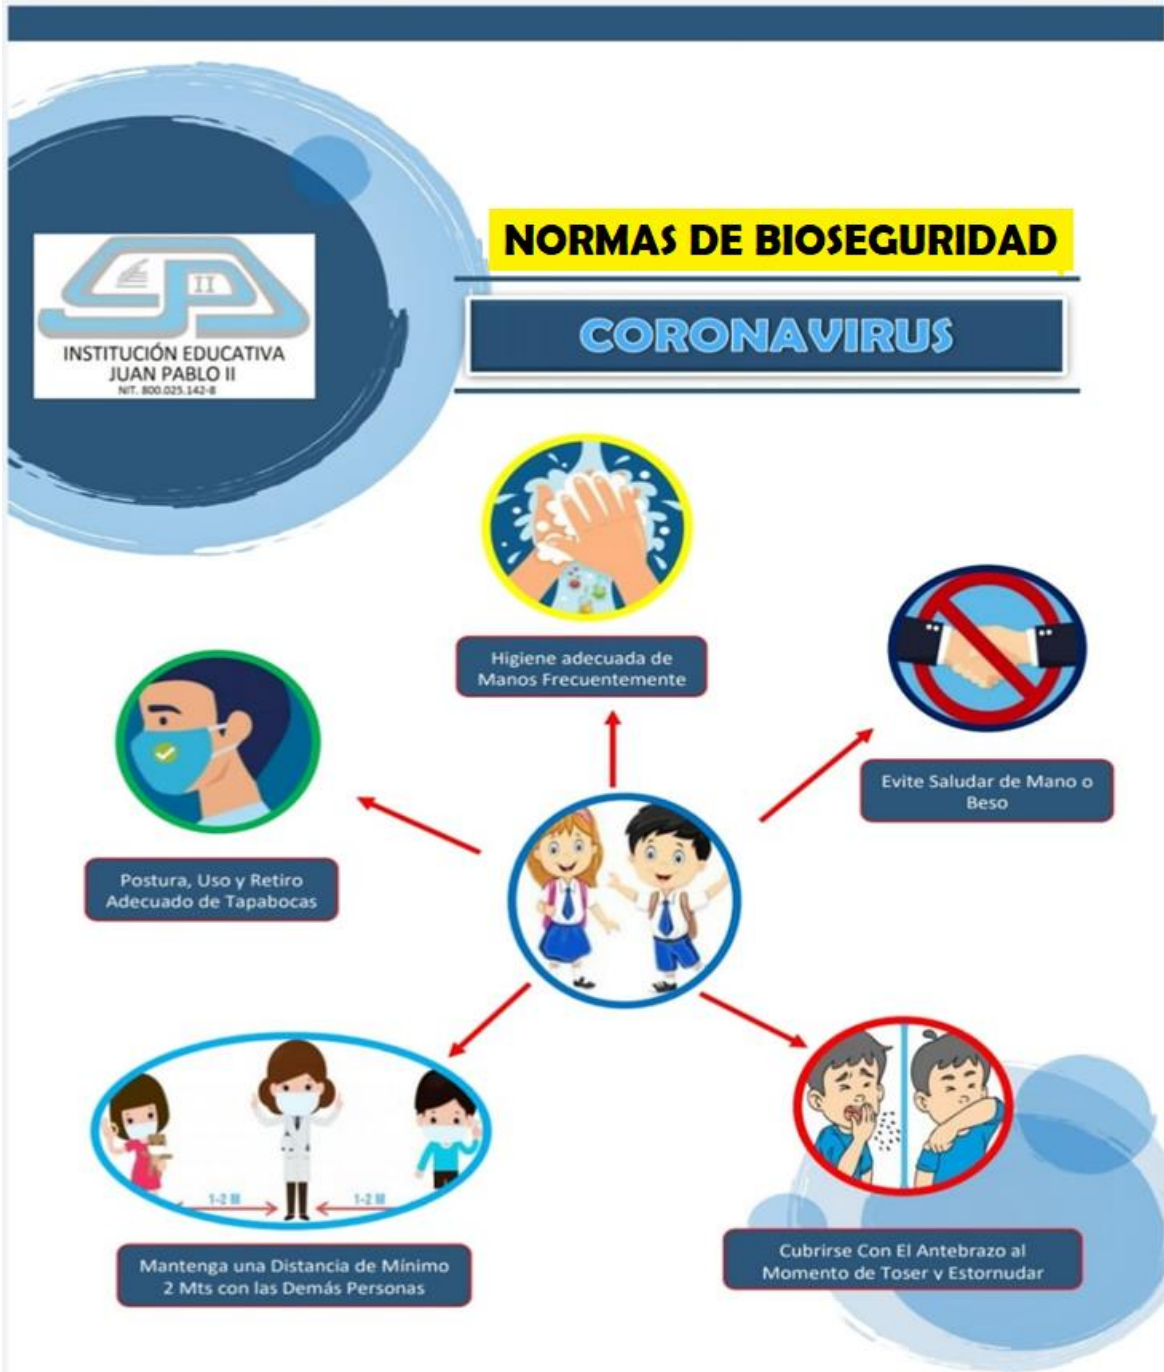 NORMAS DE BIOSEGURIDAD
CORONAVIRUS
II
INSTITUCIÓN EDUCATIVA
JUAN PABLO II
NIT. 800.025.142-8
Higiene adecuada de
Manos Frecuentemente
Evite Saludar de Mano o
Beso
Postura, Uso y Retiro
Adecuado de Tapabocas
1-2 M
1-2 M
Mantenga una Distancia de Mínimo
2 Mts con las Demás Personas
Cubrirse Con El Antebrazo al
Momento de Toser y Estornudar